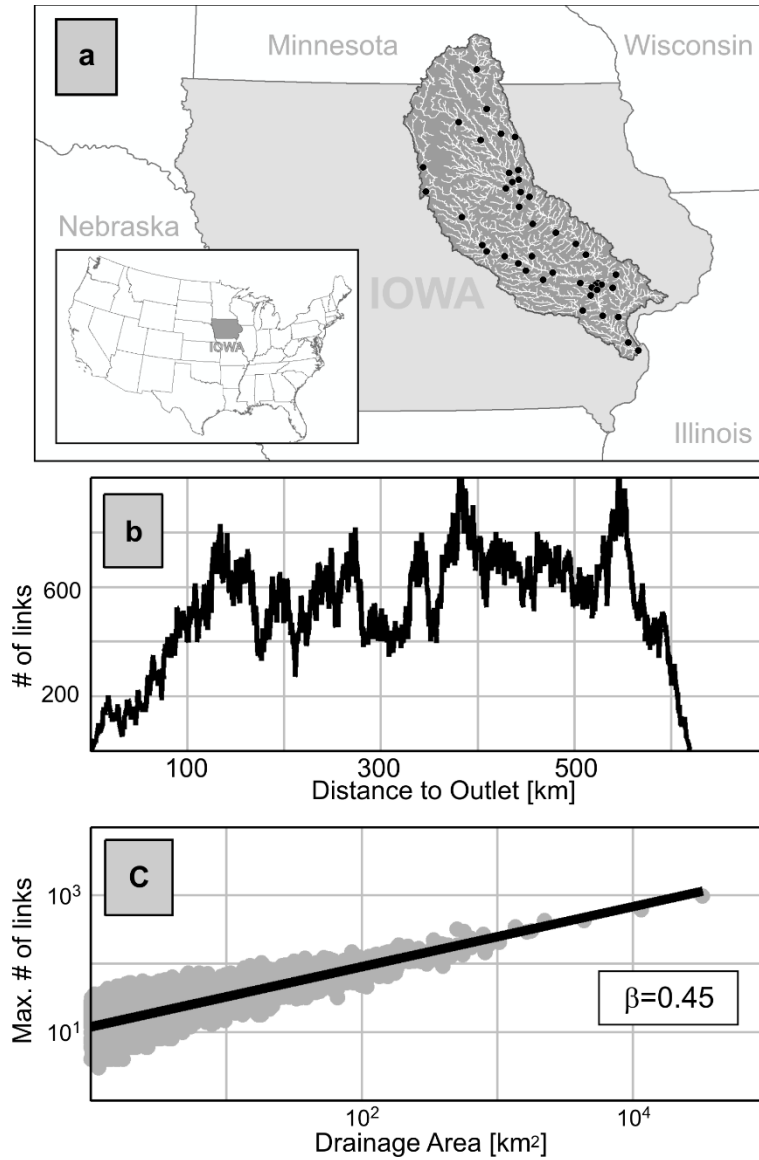 a
Minnesota
Wisconsin
Nebraska
IOWA
IOWA
Illinois
b
# of links
600
200
100
300
500
Distance to Outlet [km]
C
Max. # of links
10³
10¹
β=0.45
10²
10⁴
Drainage Area [km²]